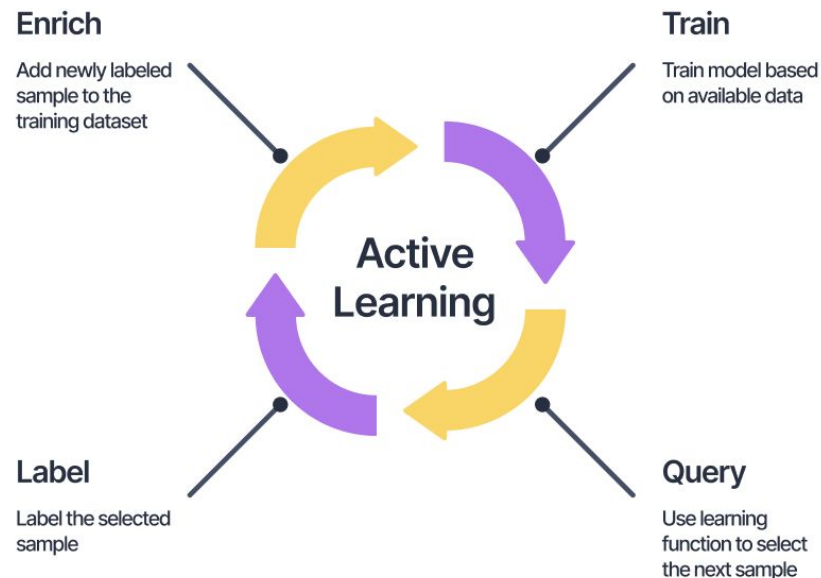 Enrich
Add newly labeled
sample to the
training dataset
Train
Train model based
on available data
Active
Learning
Label
Label the selected
sample
Query
Use learning
function to select
the next sample